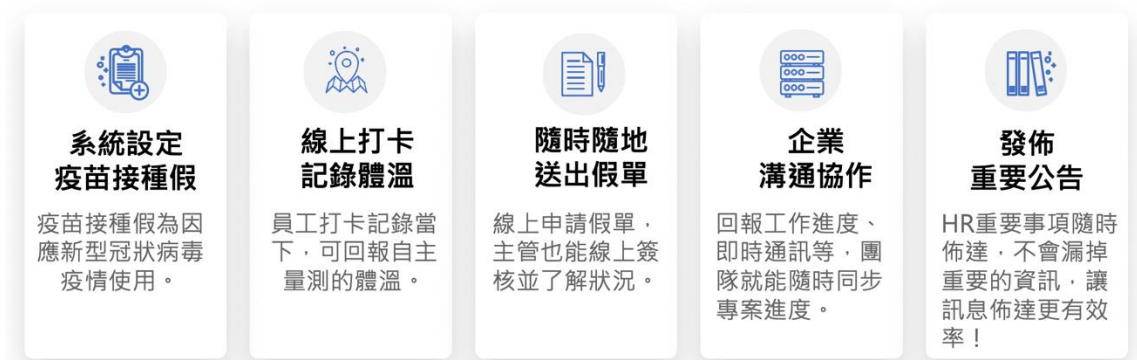 系統設定
疫苗接種假
疫苗接種假為因
應新型冠狀病毒
疫情使用。
線上打卡
記錄體溫
員工打卡記錄當
下，可回報自主
量測的體溫。
隨時隨地
送出假單
線上申請假單，
主管也能線上簽
核並了解狀況。
企業
溝通協作
回報工作進度、
即時通訊等，團
隊就能隨時同步
專案進度。
發佈
重要公告
HR重要事項隨時
佈達，不會漏掉
重要的資訊，讓
訊息佈達更有效
率！